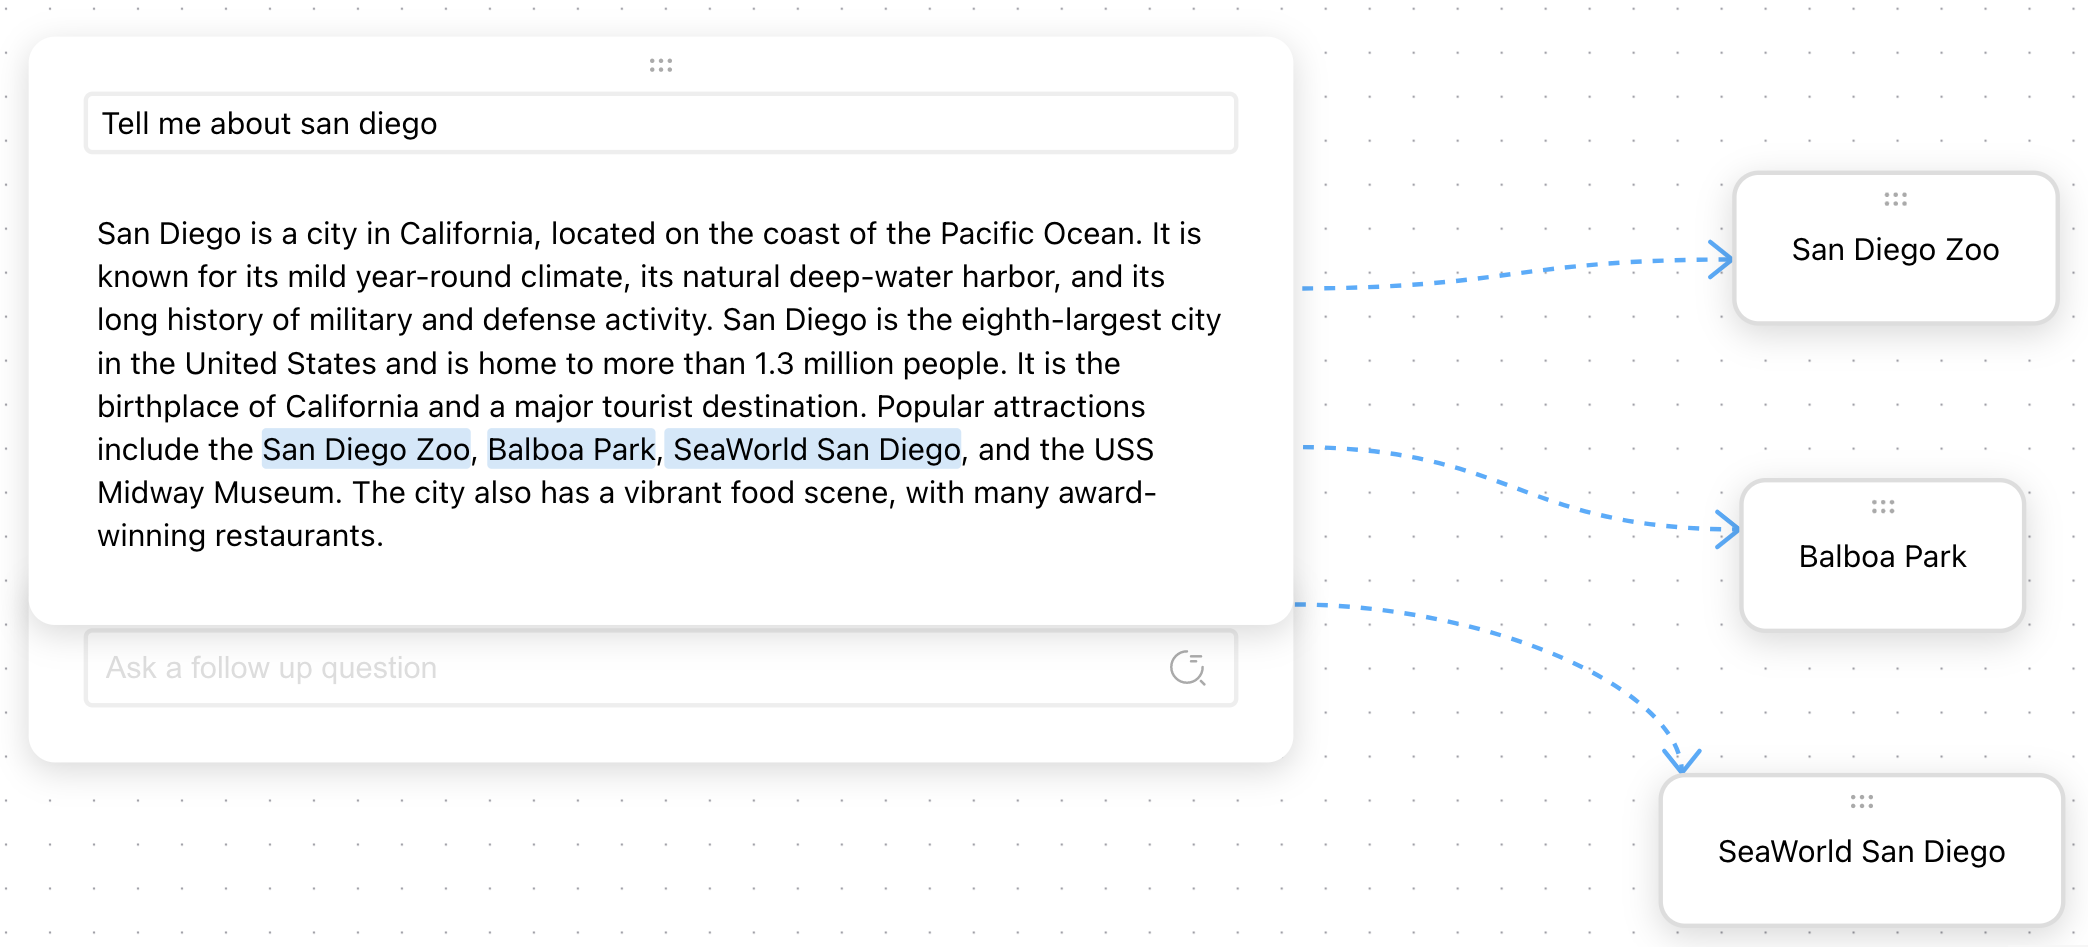 Tell me about san diego
San Diego is a city in California, located on the coast of the Pacific Ocean. It is
known for its mild year-round climate, its natural deep-water harbor, and its
long history of military and defense activity. San Diego is the eighth-largest city
in the United States and is home to more than 1.3 million people. It is the
birthplace of California and a major tourist destination. Popular attractions
include the San Diego Zoo, Balboa Park, SeaWorld San Diego, and the USS
Midway Museum. The city also has a vibrant food scene, with many award-
winning restaurants.
Ask a follow up question
San Diego Zoo
Balboa Park
SeaWorld San Diego